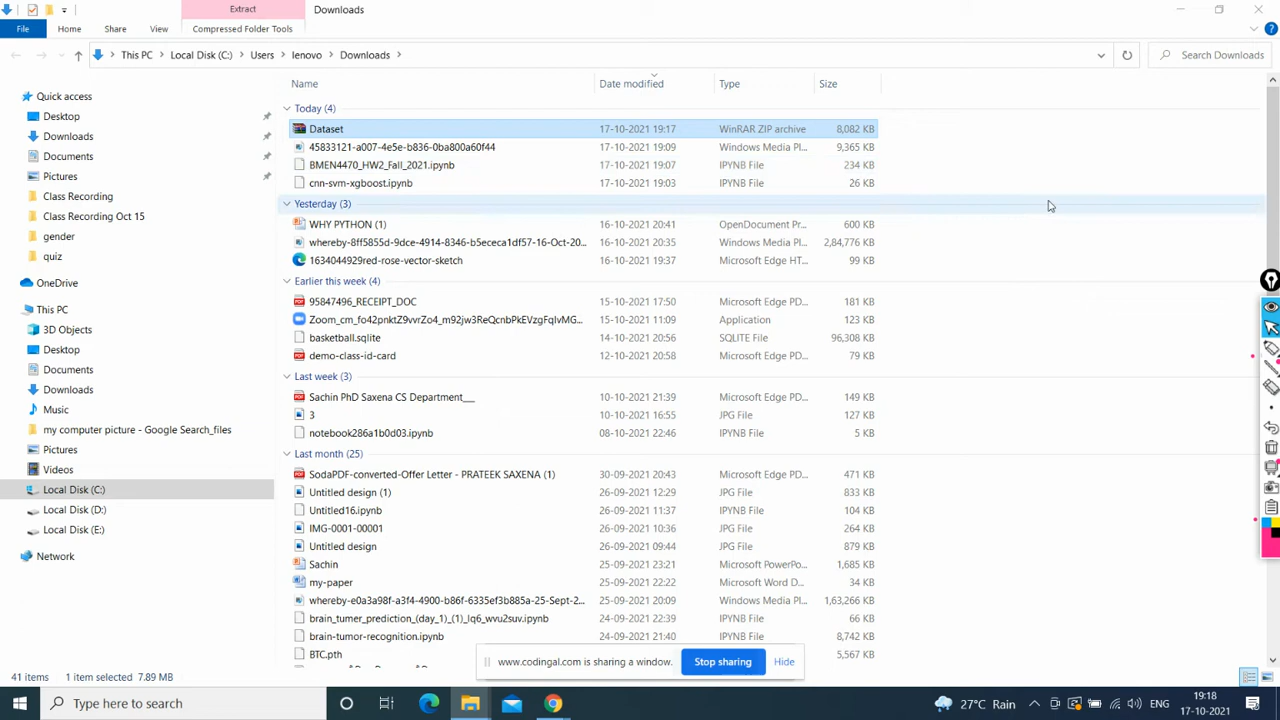 Extract
Downloads
File
Home
Share
View
Compressed Folder Tools
This PC
Local Disk (C:)
Users
lenovo
Downloads
Search Downloads
Name
Date modified
Type
Size
Quick access
Desktop
Downloads
Documents
Pictures
Class Recording
Class Recording Oct 15
gender
quiz
OneDrive
This PC
3D Objects
Desktop
Documents
Downloads
Music
my computer picture - Google Search_files
Pictures
Videos
Local Disk (C:)
Local Disk (D:)
Local Disk (E:)
Network
Today (4)
Dataset 17-10-2021 19:17 WinRAR ZIP archive 8,082 KB
45833121-a007-4e5e-b836-0ba800a60f44 17-10-2021 19:09 Windows Media Pl... 9,365 KB
BMEN4470_HW2_Fall_2021.ipynb 17-10-2021 19:07 IPYNB File 234 KB
cnn-svm-xgboost.ipynb 17-10-2021 19:03 IPYNB File 26 KB
Yesterday (3)
WHY PYTHON (1) 16-10-2021 20:41 OpenDocument Pr... 600 KB
whereby-8ff5855d-9dce-4914-8346-b5ececa1df57-16-Oct-20... 16-10-2021 20:35 Windows Media Pl... 2,84,776 KB
1634044929red-rose-vector-sketch 16-10-2021 19:37 Microsoft Edge HT... 99 KB
Earlier this week (4)
95847496_RECEIPT_DOC 15-10-2021 17:50 Microsoft Edge PD... 181 KB
Zoom_cm_fo42pnktZ9vvrZo4_m92jw3ReQcnbPkEVzgFqlvMG... 15-10-2021 11:09 Application 123 KB
basketball.sqlite 14-10-2021 20:56 SQLITE File 96,308 KB
demo-class-id-card 12-10-2021 20:58 Microsoft Edge PD... 79 KB
Last week (3)
Sachin PhD Saxena CS Department__ 10-10-2021 21:39 Microsoft Edge PD... 149 KB
3 10-10-2021 16:55 JPG File 127 KB
notebook286a1b0d03.ipynb 08-10-2021 22:46 IPYNB File 5 KB
Last month (25)
SodaPDF-converted-Offer Letter - PRATEEK SAXENA (1) 30-09-2021 20:43 Microsoft Edge PD... 471 KB
Untitled design (1) 26-09-2021 12:29 JPG File 833 KB
Untitled16.ipynb 26-09-2021 11:37 IPYNB File 104 KB
IMG-0001-00001 26-09-2021 10:36 JPG File 264 KB
Untitled design 26-09-2021 09:44 JPG File 879 KB
Sachin 25-09-2021 23:21 Microsoft PowerPo... 1,685 KB
my-paper 25-09-2021 22:22 Microsoft Word D... 34 KB
whereby-e0a3a98f-a3f4-4900-b86f-6335ef3b885a-25-Sept-2... 25-09-2021 20:09 Windows Media Pl... 1,63,266 KB
brain_tumer_prediction_(day_1)_(1)_lq6_wvu2suv.ipynb 24-09-2021 22:39 IPYNB File 66 KB
brain-tumor-recognition.ipynb 24-09-2021 21:40 IPYNB File 8,742 KB
BTC.pth 5,567 KB
www.codingal.com is sharing a window.
Stop sharing
Hide
41 items
1 item selected 7.89 MB
Type here to search
27°C Rain
ENG
19:18
17-10-2021